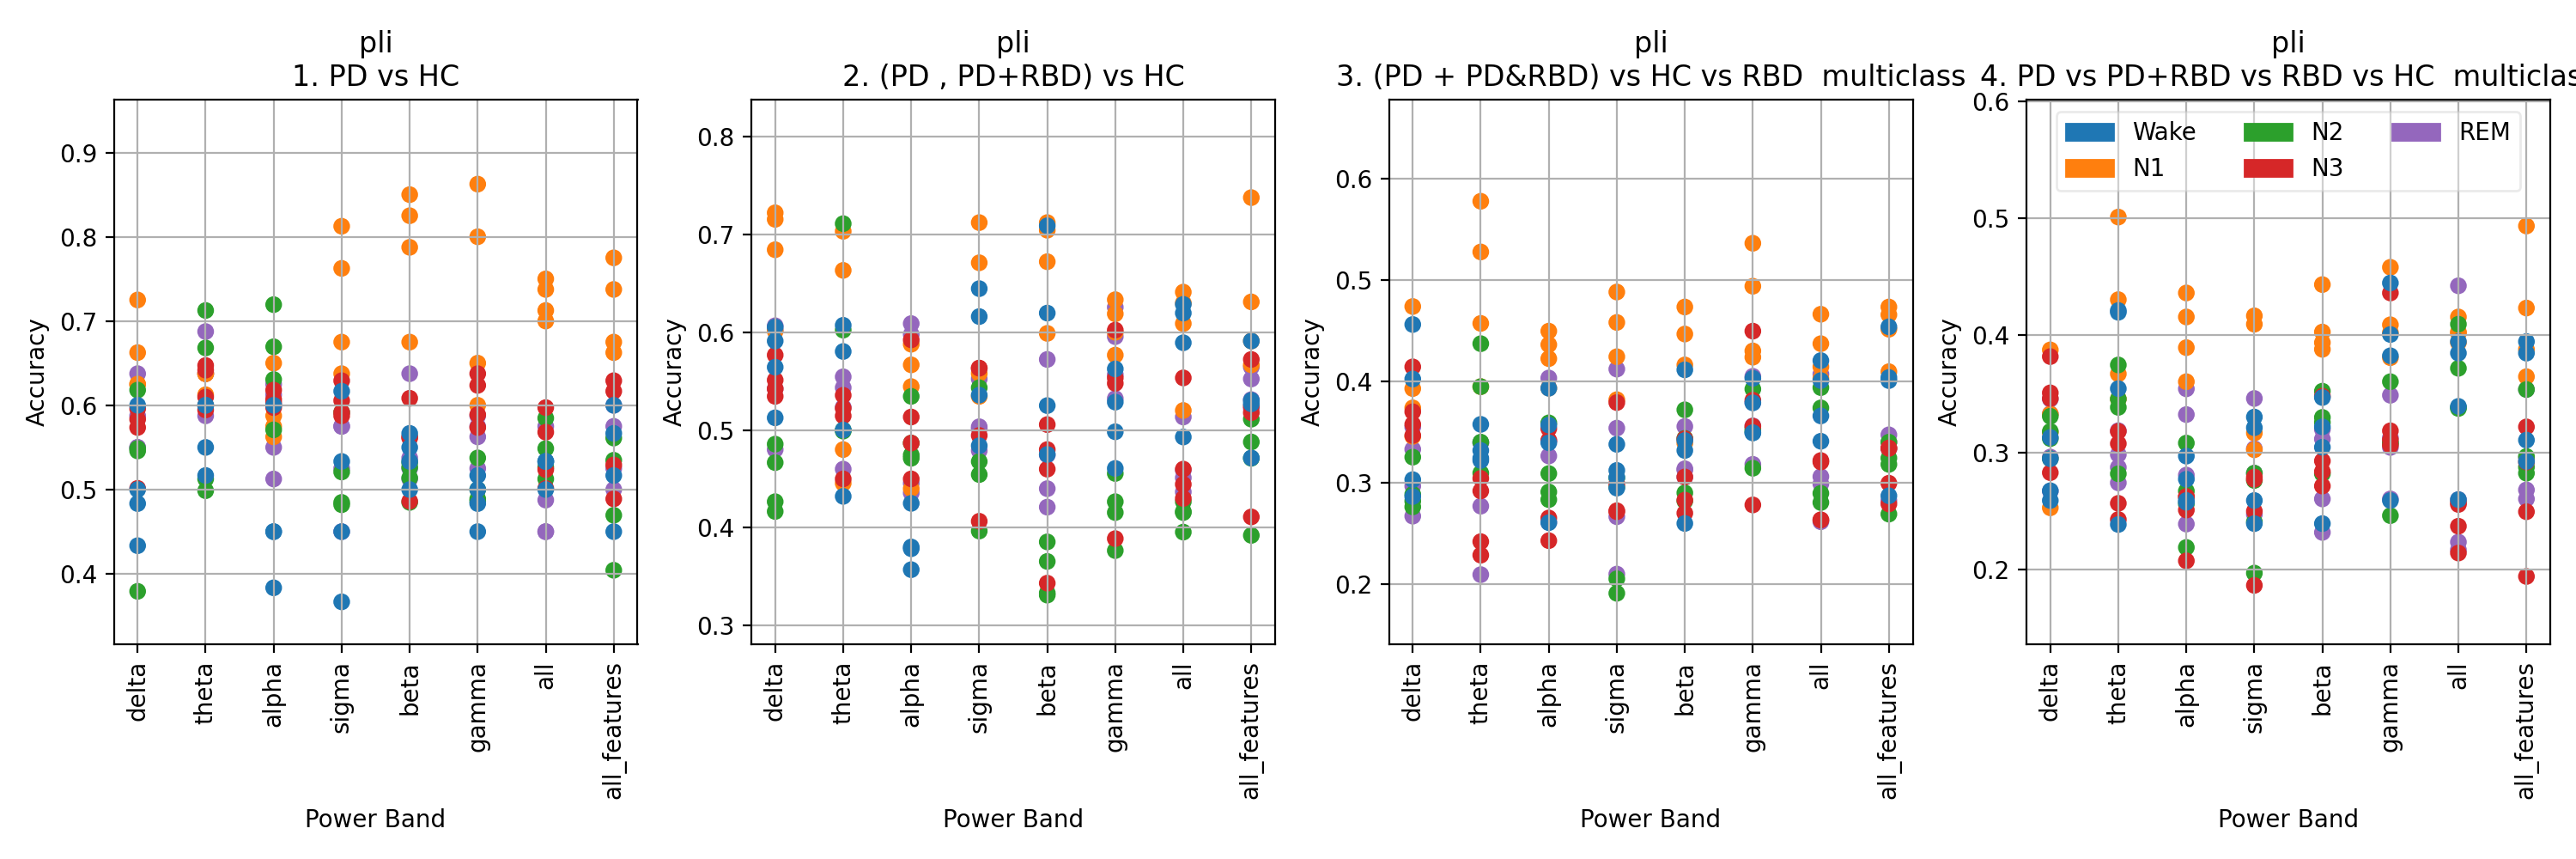 pli
1. PD vs HC
Accuracy
0.9
0.8
0.7
0.6
0.5
0.4
delta
theta
alpha
sigma
beta
gamma
all
all_features
Power Band
pli
2. (PD , PD+RBD) vs HC
Accuracy
0.8
0.7
0.6
0.5
0.4
0.3
delta
theta
alpha
sigma
beta
gamma
all
all_features
Power Band
pli
3. (PD + PD&RBD) vs HC vs RBD  multiclass
Accuracy
0.6
0.5
0.4
0.3
0.2
delta
theta
alpha
sigma
beta
gamma
all
all_features
Power Band
pli
4. PD vs PD+RBD vs RBD vs HC  multiclas
Accuracy
0.6
0.5
0.4
0.3
0.2
Wake
N1
N2
N3
REM
delta
theta
alpha
sigma
beta
gamma
all
all_features
Power Band